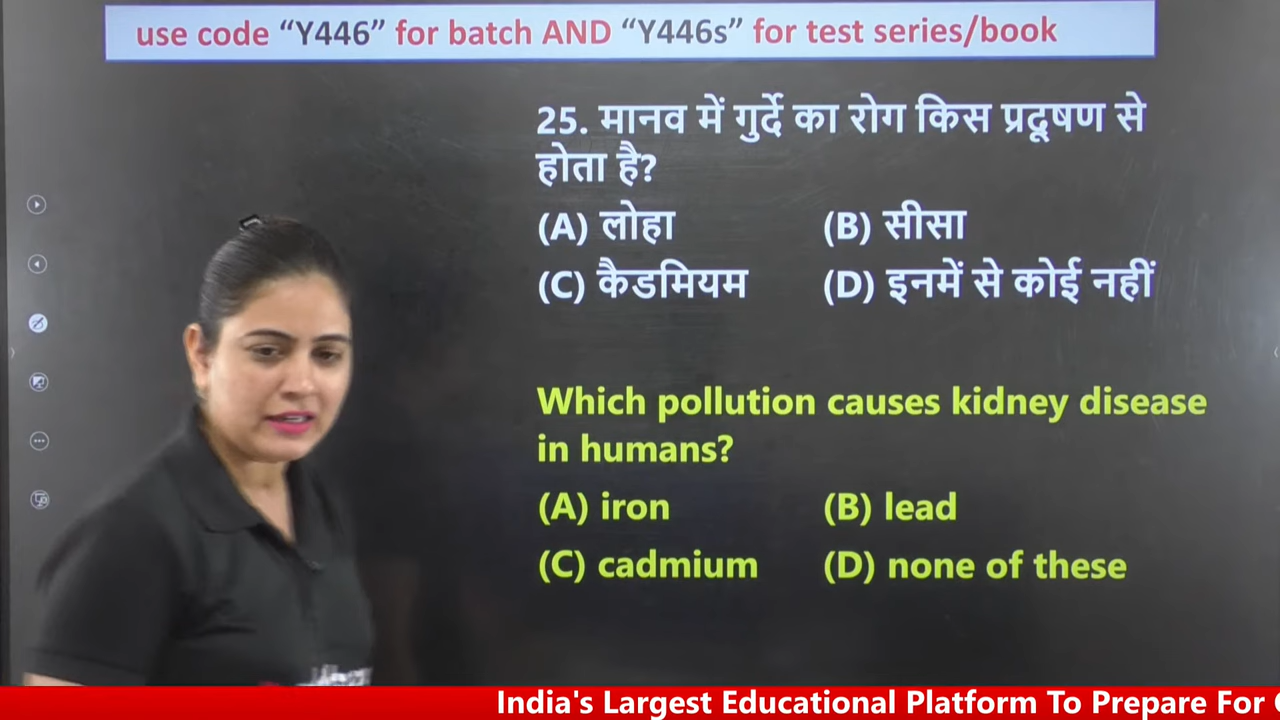 use code “Y446” for batch AND “Y446s” for test series/book
25. मानव में गुर्दे का रोग किस प्रदूषण से
होता है?
(A) लोहा (B) सीसा
(C) कैडमियम (D) इनमें से कोई नहीं
Which pollution causes kidney disease
in humans?
(A) iron (B) lead
(C) cadmium (D) none of these
India's Largest Educational Platform To Prepare For